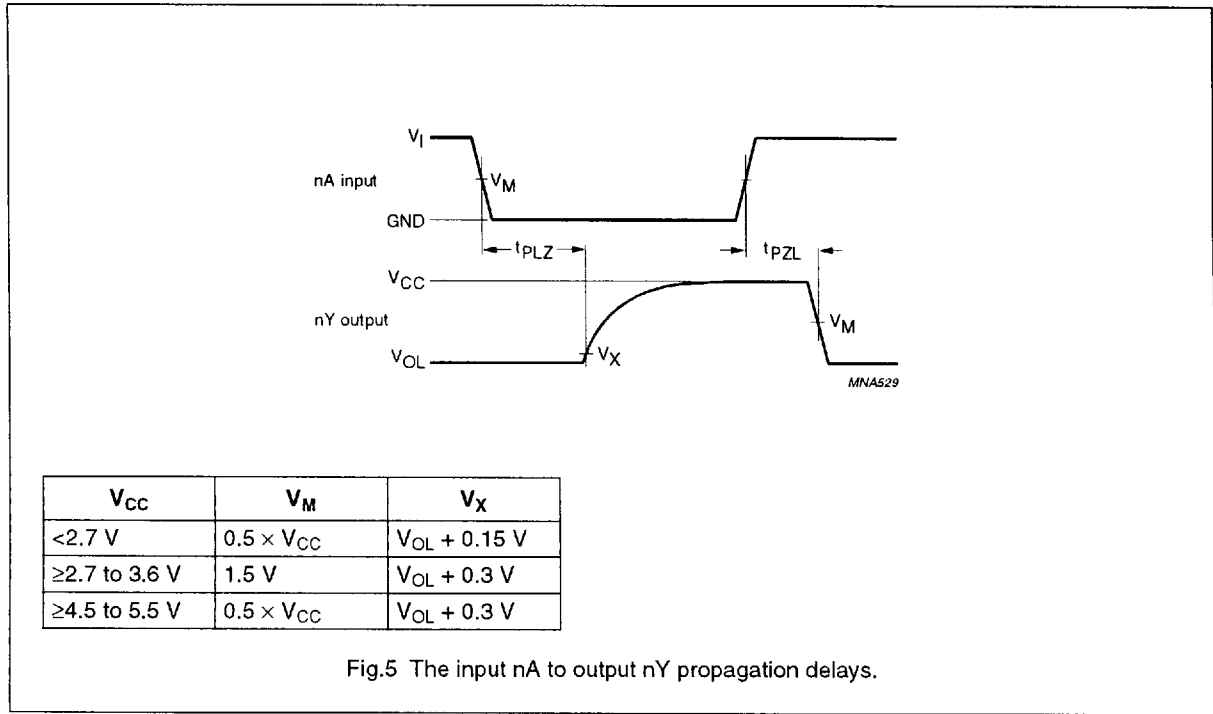 V_I
nA input
V_M
GND
t_PLZ
t_PZL
V_CC
nY output
V_M
V_OL
V_X
MNA529
V_CC V_M V_X
<2.7 V 0.5 × V_CC V_OL + 0.15 V
≥2.7 to 3.6 V 1.5 V V_OL + 0.3 V
≥4.5 to 5.5 V 0.5 × V_CC V_OL + 0.3 V
Fig.5 The input nA to output nY propagation delays.